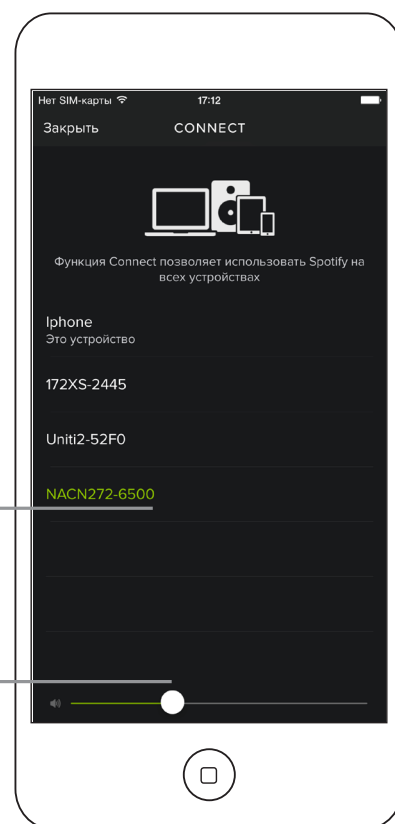 Нет SIM-карты 17:12
Закрыть CONNECT
Функция Connect позволяет использовать Spotify на
всех устройствах
Iphone
Это устройство
172XS-2445
Uniti2-52F0
NACN272-6500